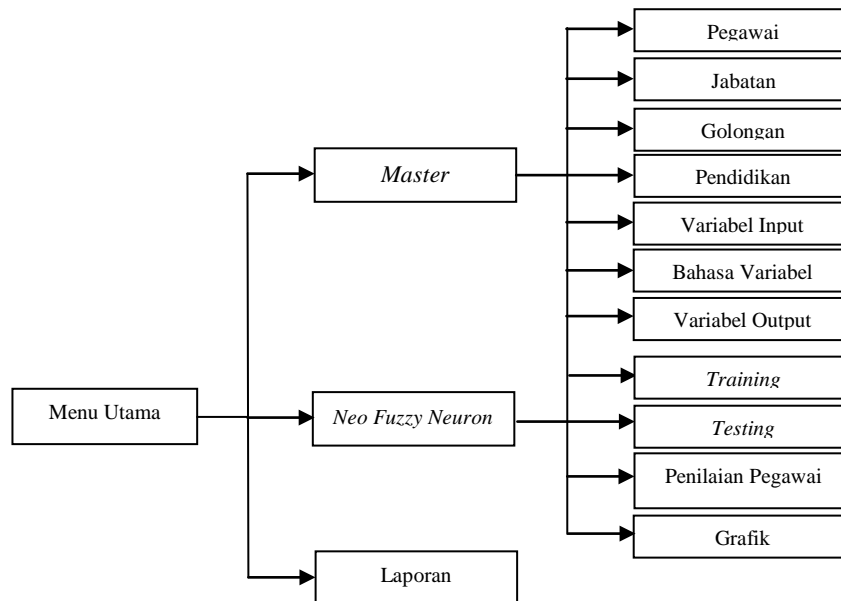 Menu Utama
Master
Neo Fuzzy Neuron
Laporan
Pegawai
Jabatan
Golongan
Pendidikan
Variabel Input
Bahasa Variabel
Variabel Output
Training
Testing
Penilaian Pegawai
Grafik